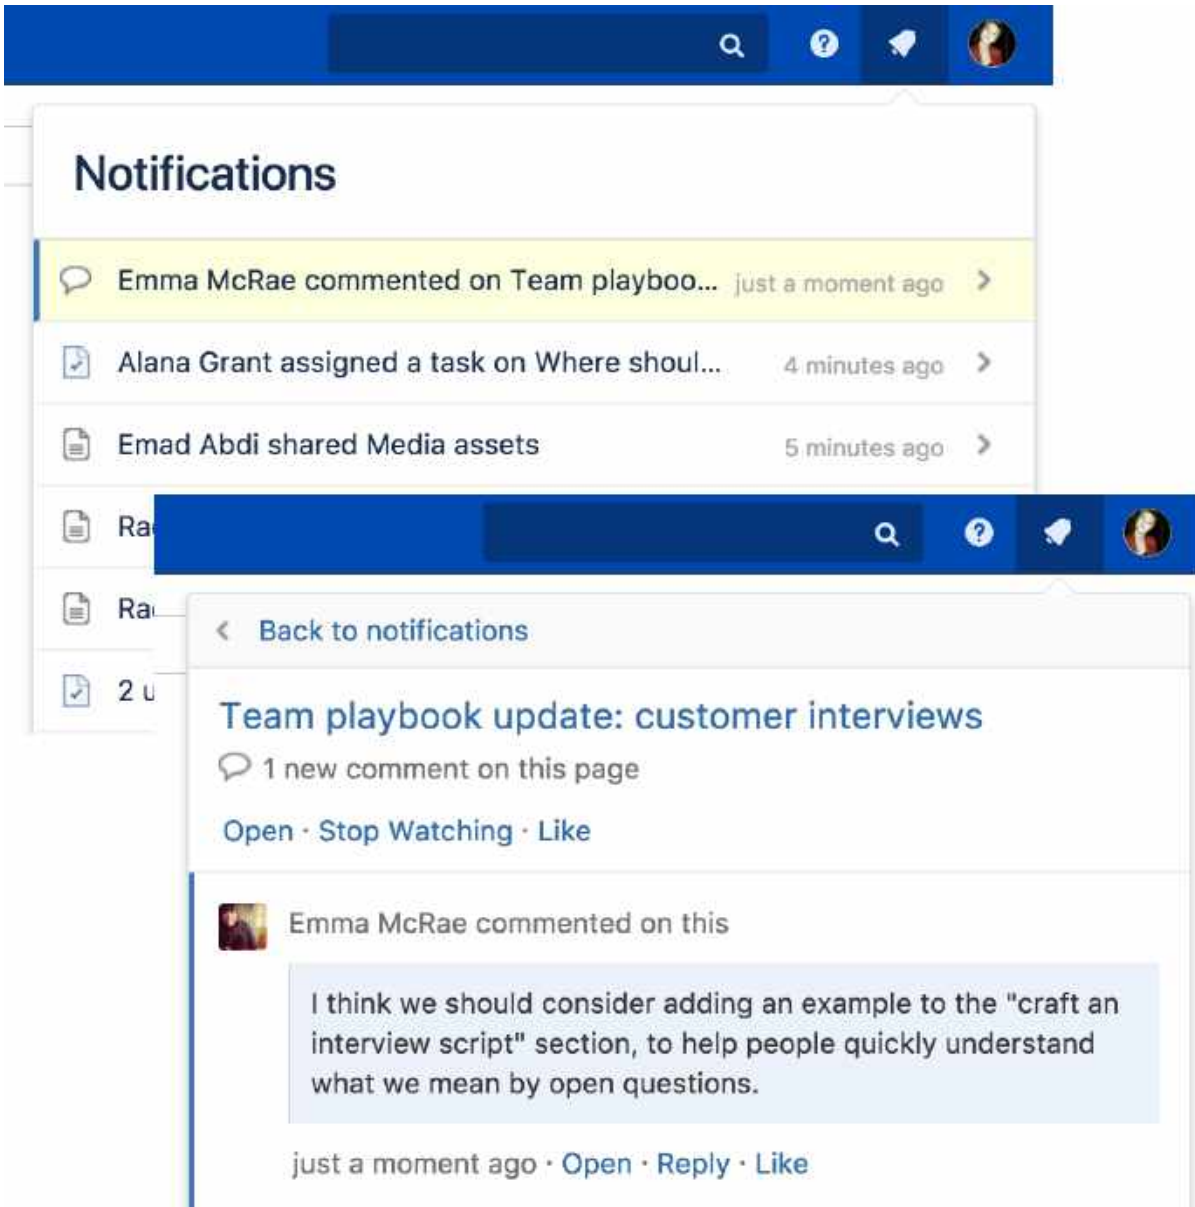 Notifications
Emma McRae commented on Team playboo... just a moment ago
Alana Grant assigned a task on Where shoul... 4 minutes ago
Emad Abdi shared Media assets 5 minutes ago
2 u
Back to notifications
Team playbook update: customer interviews
1 new comment on this page
Open · Stop Watching · Like
Emma McRae commented on this
I think we should consider adding an example to the "craft an
interview script" section, to help people quickly understand
what we mean by open questions.
just a moment ago · Open · Reply · Like